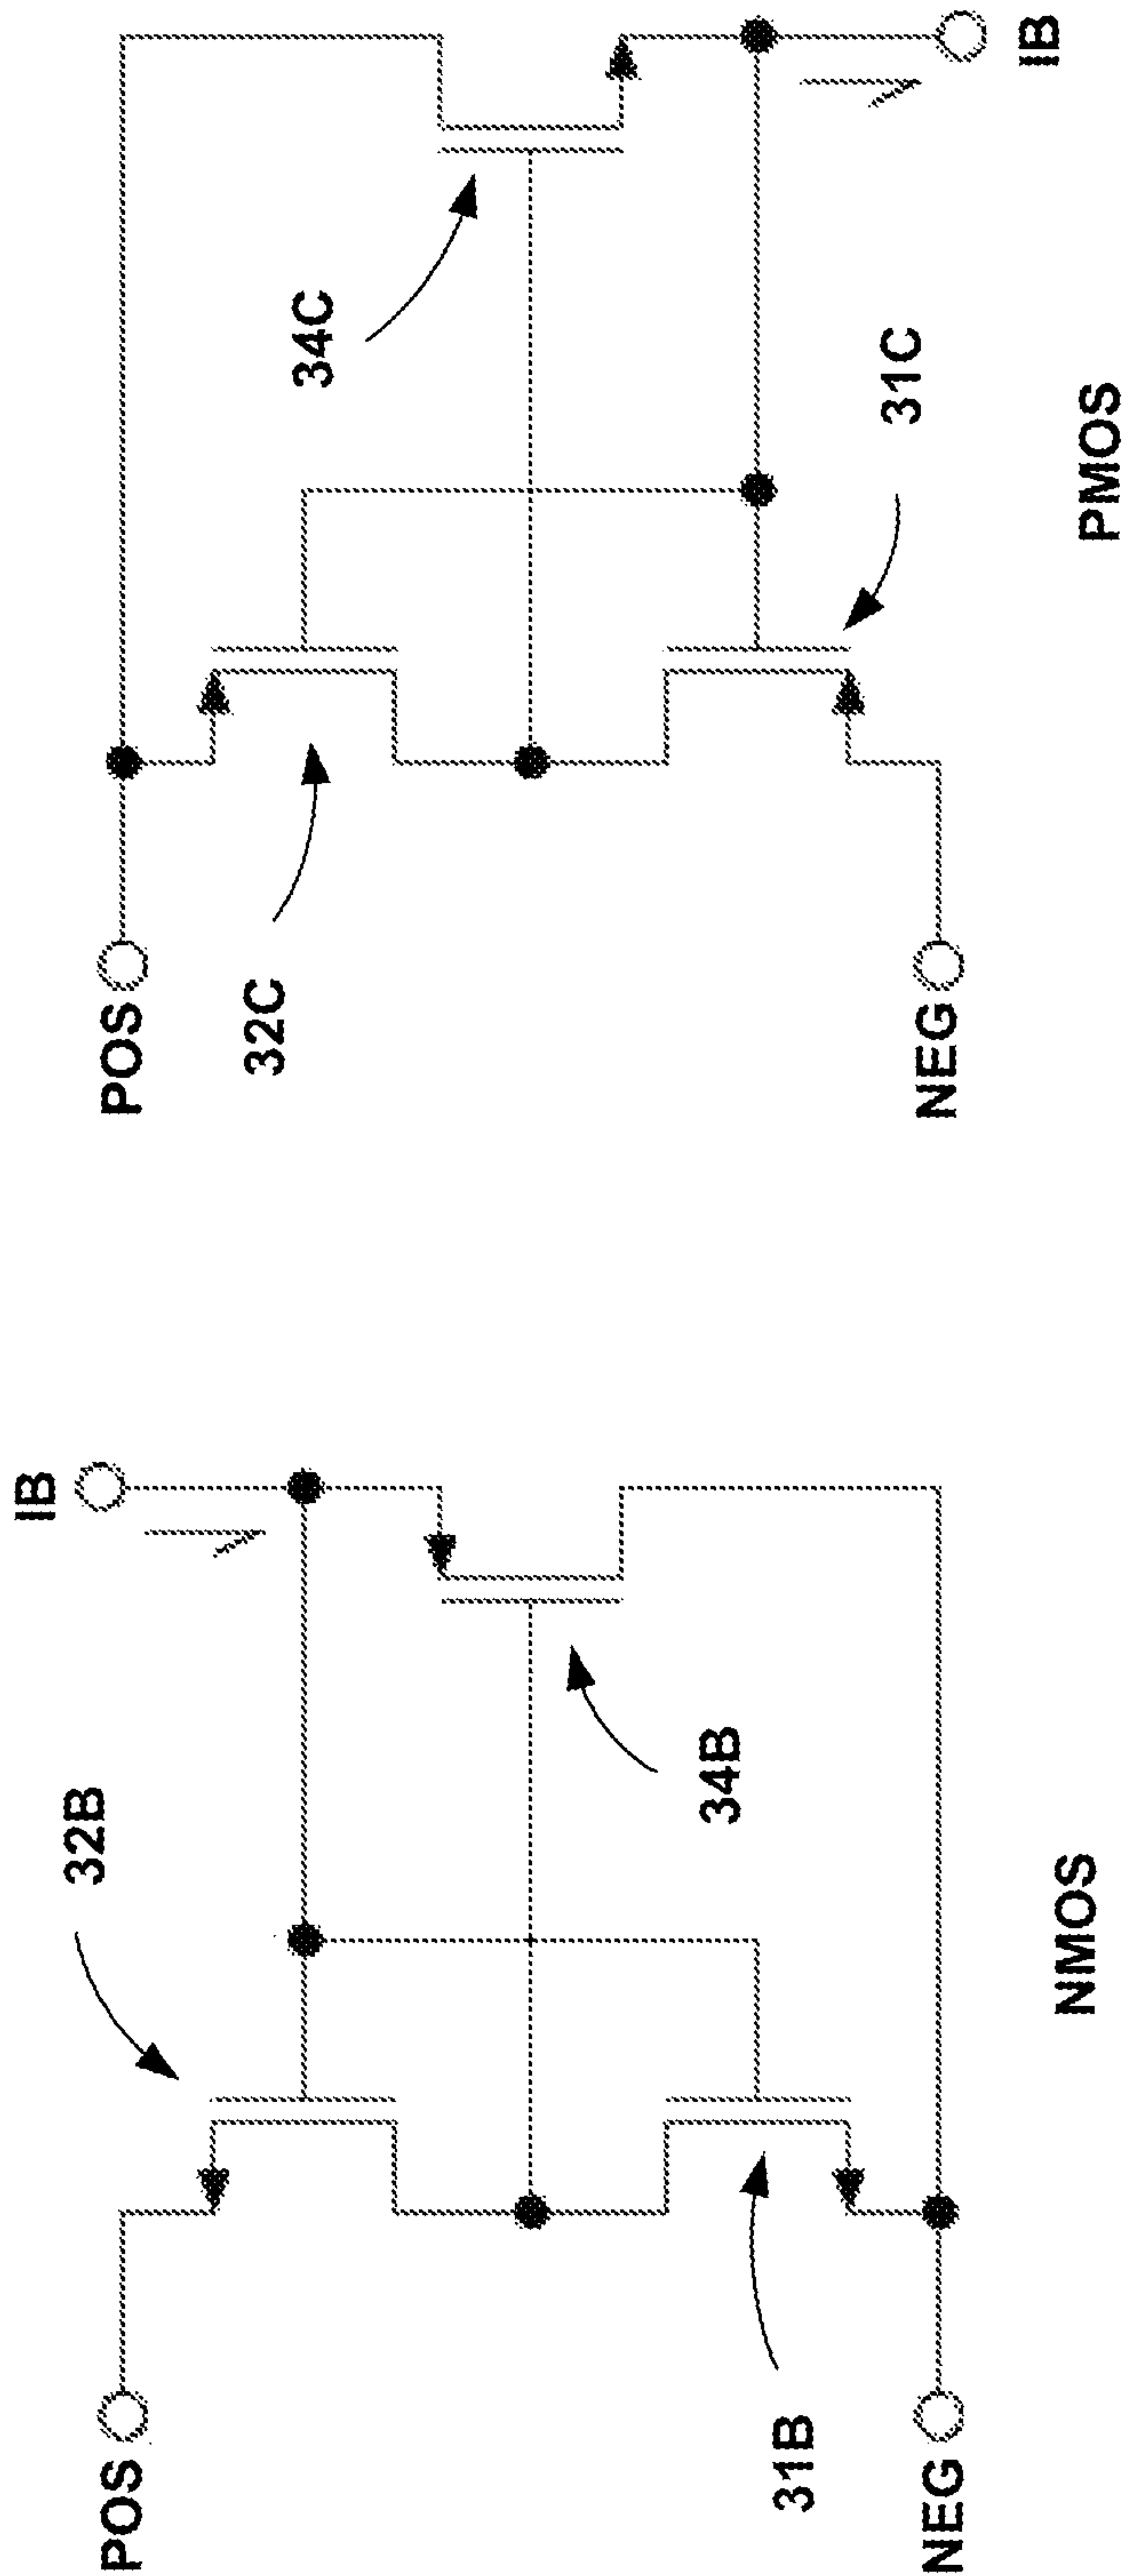 IB
32B
POS
34B
31B
NEG
NMOS
POS
34C
32C
31C
NEG
IB
PMOS